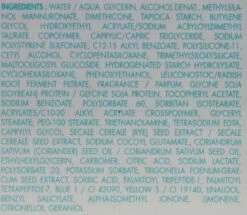 INGREDIENTS: WATER / AQUA, GLYCERIN, ALCOHOL DENAT., METHYLSILA-
NOL MANNURONATE, DIMETHICONE, TAPIOCA STARCH, BUTYLENE
GLYCOL, HYDROXYETHYL ACRYLATE/SODIUM ACRYLOYLDIMETHYL
TAURATE COPOLYMER, CAPRYLIC/CAPRIC TRIGLYCERIDE, SODIUM
POLYSTYRENE SULFONATE, C12-15 ALKYL BENZOATE, POLYSILICONE-11,
CETYL ALCOHOL, CYCLOPENTASILOXANE, TRIMETHYLSILOXYSILICATE,
MALTOOLIGOSYL GLUCOSIDE, HYDROGENATED STARCH HYDROLYSATE,
CYCLOHEXASILOXANE, PHENOXYETHANOL, LEUCONOSTOC/RADISH
ROOT FERMENT FILTRATE, FRAGRANCE / PARFUM, GLYCINE SOJA
(SOYBEAN) PROTEIN, GLYCINE SOJA (SOYBEAN) OIL, TOCOPHERYL ACETATE,
SODIUM BENZOATE, POLYSORBATE 60, SORBITAN ISOSTEARATE,
ACRYLATES/C10-30 ALKYL ACRYLATE CROSSPOLYMER, GLYCERYL
STEARATE, PEG-100 STEARATE, TRIMETHYLSILANOL, TETRASODIUM EDTA,
CAPRYLYL GLYCOL, SECALE CEREALE (RYE) SEED EXTRACT / SECALE
CEREALE SEED EXTRACT, SODIUM COCOYL GLUTAMATE, CORIANDRUM
SATIVUM (CORIANDER) SEED OIL / CORIANDRUM SATIVUM SEED OIL,
ETHYLHEXYLGLYCERIN, CARBOMER, CITRIC ACID, SODIUM LACTATE,
POLYSORBATE 20, POTASSIUM SORBATE, TRIGONELLA FOENUM-GRAECUM
SEED EXTRACT, BIOTIN, PANTHENOL, PALMITOYL TRIPEPTIDE-1, PALMITOYL
TETRAPEPTIDE-7, BLUE 1 / CI 42090, YELLOW 5 / CI 19140, LINALOOL,
BENZYL SALICYLATE, ALPHA-ISOMETHYL IONONE, LIMONENE,
CITRONELLOL, GERANIOL